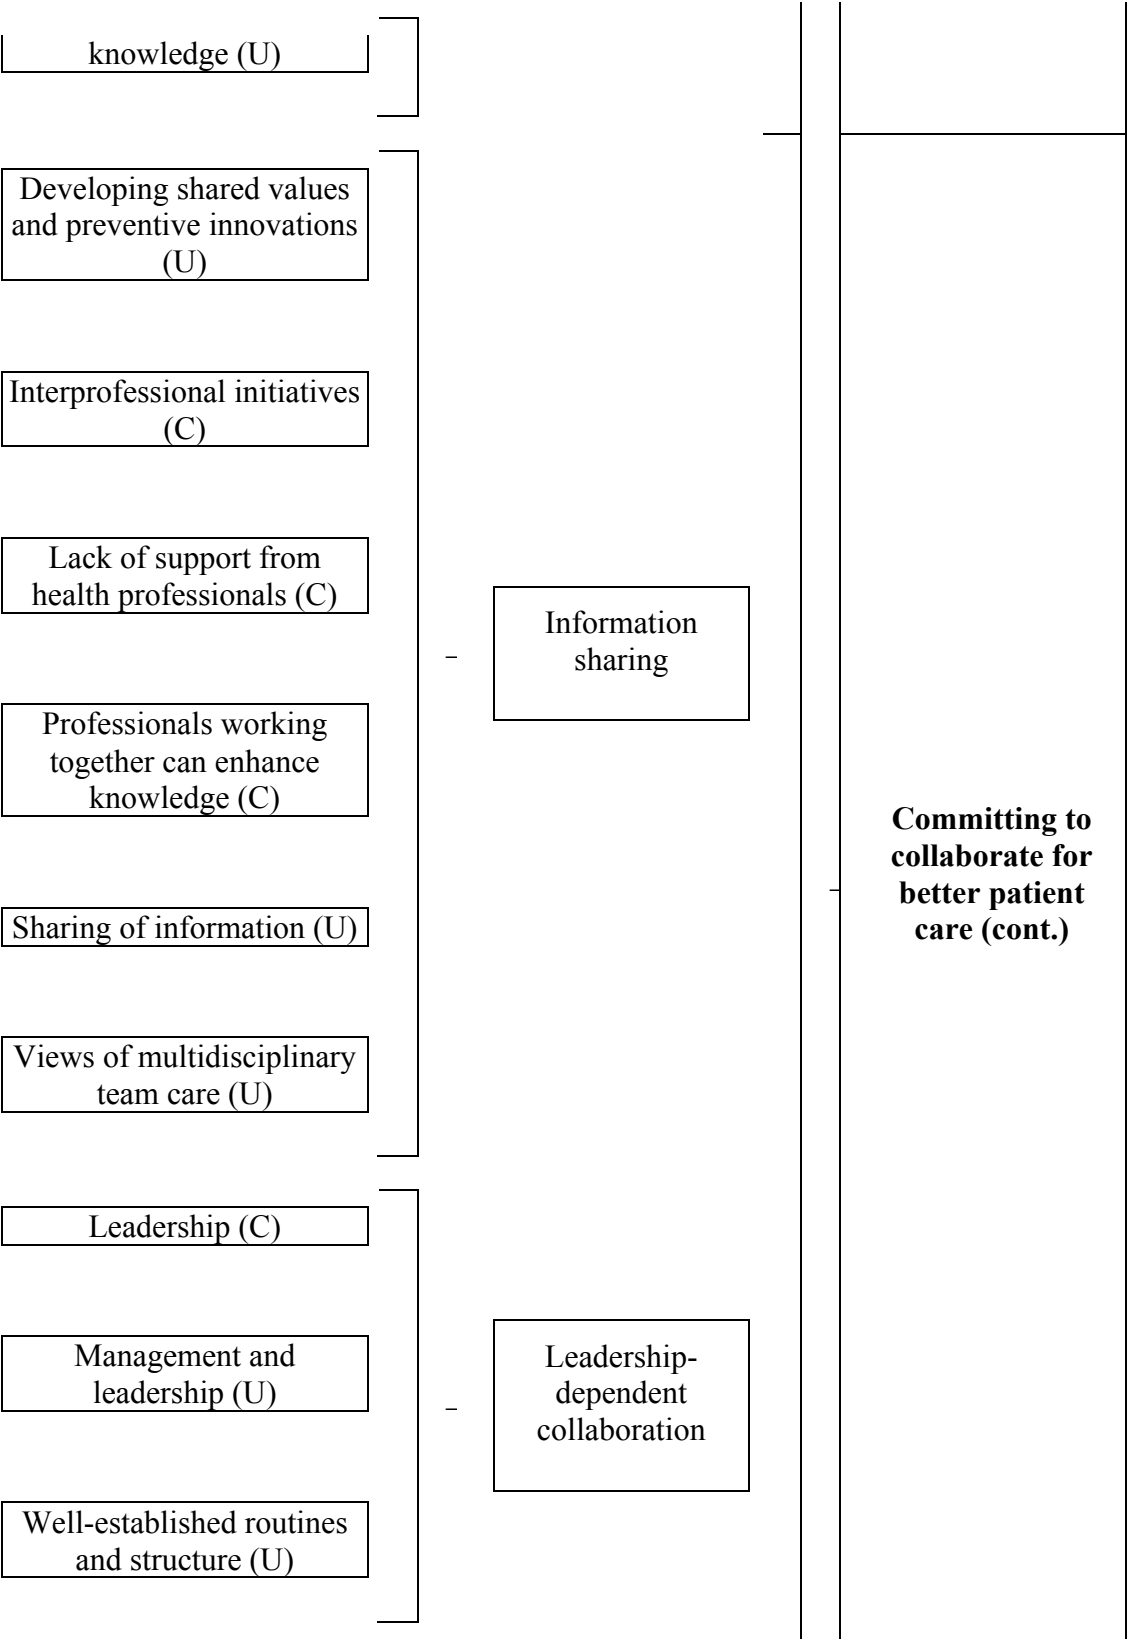 knowledge (U)
Developing shared values
and preventive innovations
(U)
Interprofessional initiatives
(C)
Lack of support from
health professionals (C)
Professionals working
together can enhance
knowledge (C)
Sharing of information (U)
Views of multidisciplinary
team care (U)
Information
sharing
Leadership (C)
Management and
leadership (U)
Well-established routines
and structure (U)
Leadership-
dependent
collaboration
Committing to
collaborate for
better patient
care (cont.)